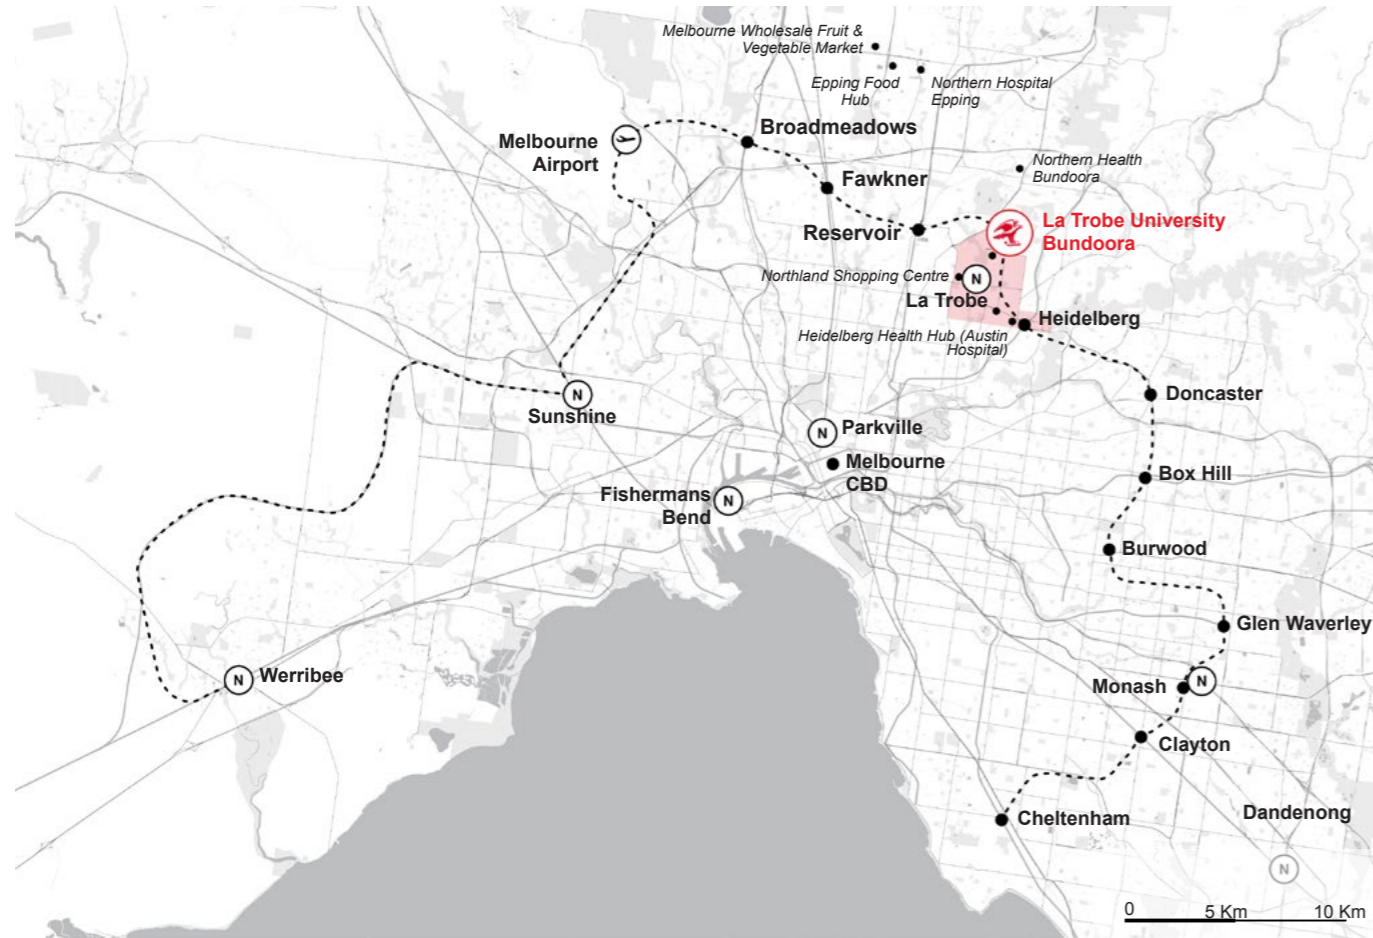 Melbourne Wholesale Fruit &
Vegetable Market
Epping Food
Hub
Northern Hospital
Epping
Melbourne
Airport
Broadmeadows
Northern Health
Bundoora
Fawkner
La Trobe University
Bundoora
Reservoir
Northland Shopping Centre
N
La Trobe
Heidelberg
Heidelberg Health Hub (Austin
Hospital)
N
Sunshine
Doncaster
N
Parkville
Melbourne
CBD
Box Hill
Fishermans
Bend
N
Burwood
Glen Waverley
N
Werribee
Monash
N
Clayton
Cheltenham
Dandenong
N
0
5 Km
10 Km